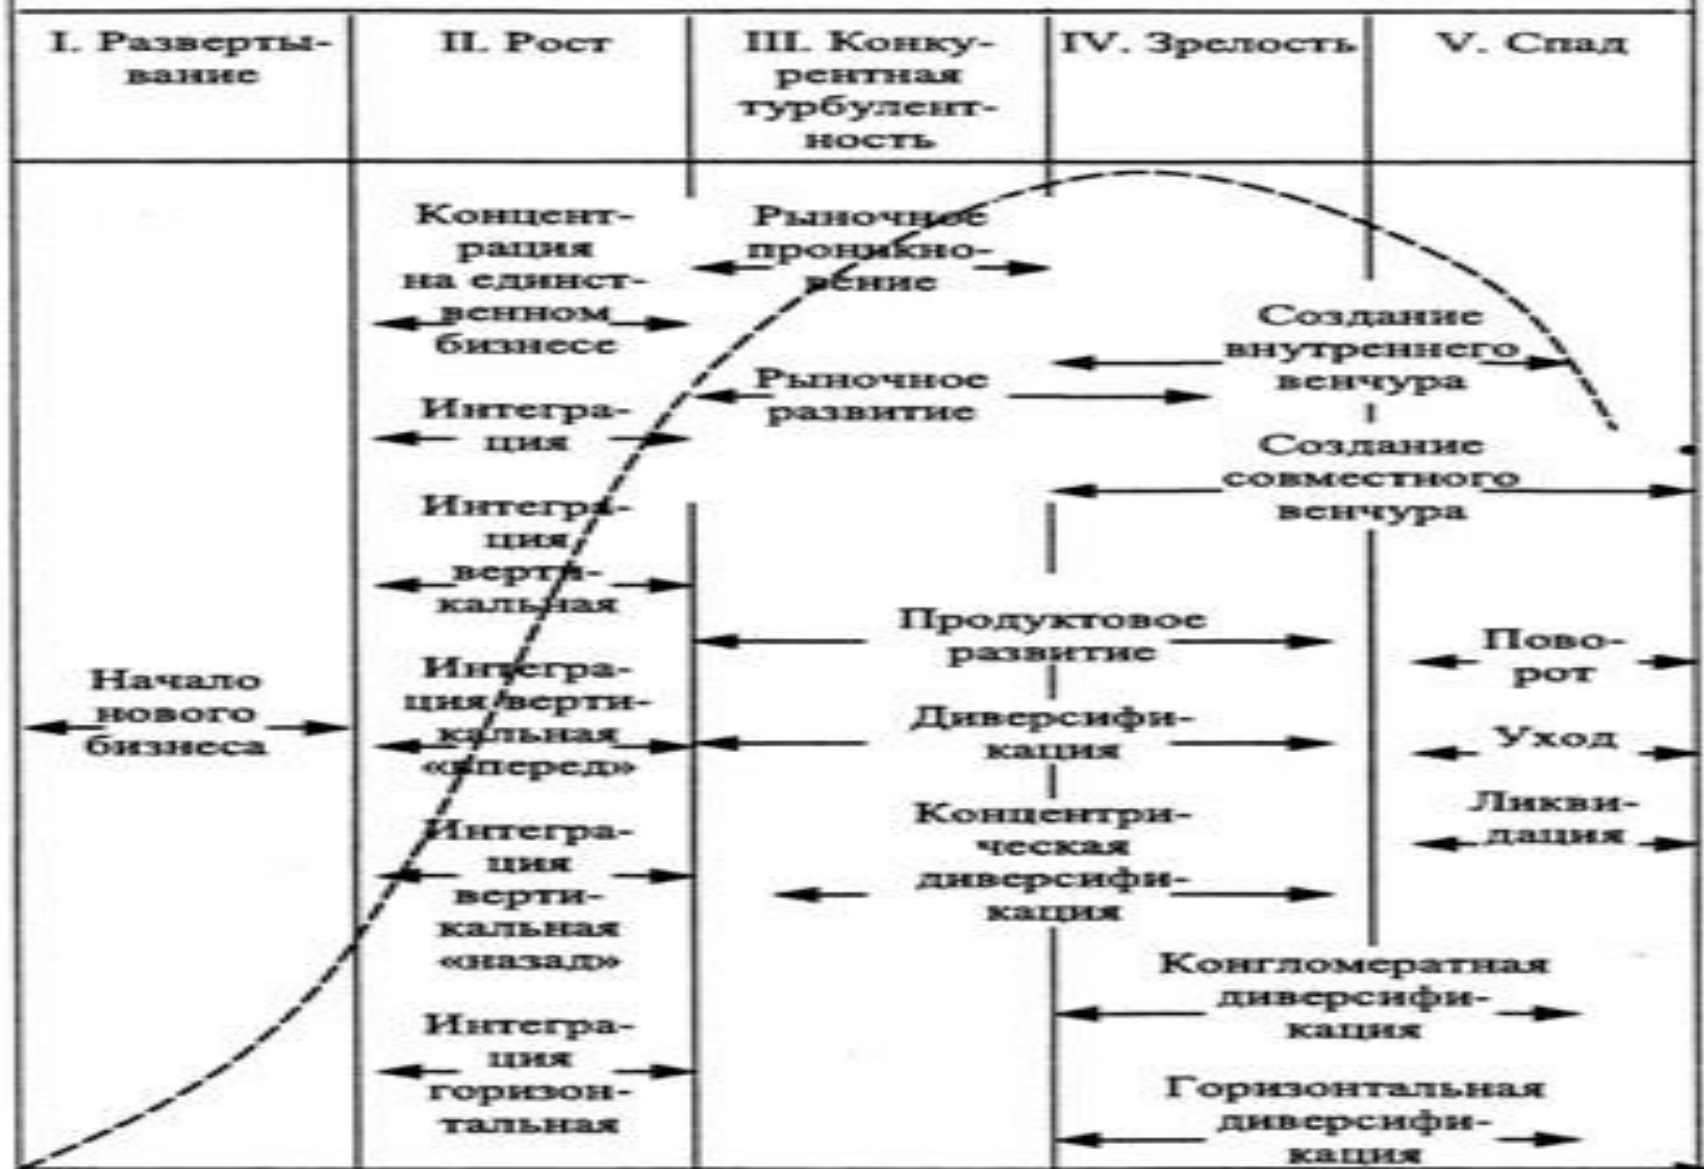 I. Разверты-
вание
II. Рост
III. Конку-
рентная
турбулент-
ность
IV. Зрелость
V. Спад
Начало
нового
бизнеса
Концент-
рация
на единст-
венном
бизнесе
Интегра-
ция
Интегра-
ция
верти-
кальная
Интегра-
ция верти-
кальная
«вперед»
Интегра-
ция
верти-
кальная
«назад»
Интегра-
ция
горизон-
тальная
Рыночное
проникно-
вение
Рыночное
развитие
Создание
внутреннего
венчура
Создание
совместного
венчура
Продуктовое
развитие
Диверсифи-
кация
Концентри-
ческая
диверсифи-
кация
Конгломератная
диверсифи-
кация
Горизонтальная
диверсифи-
кация
Пово-
рот
Уход
Ликви-
дация